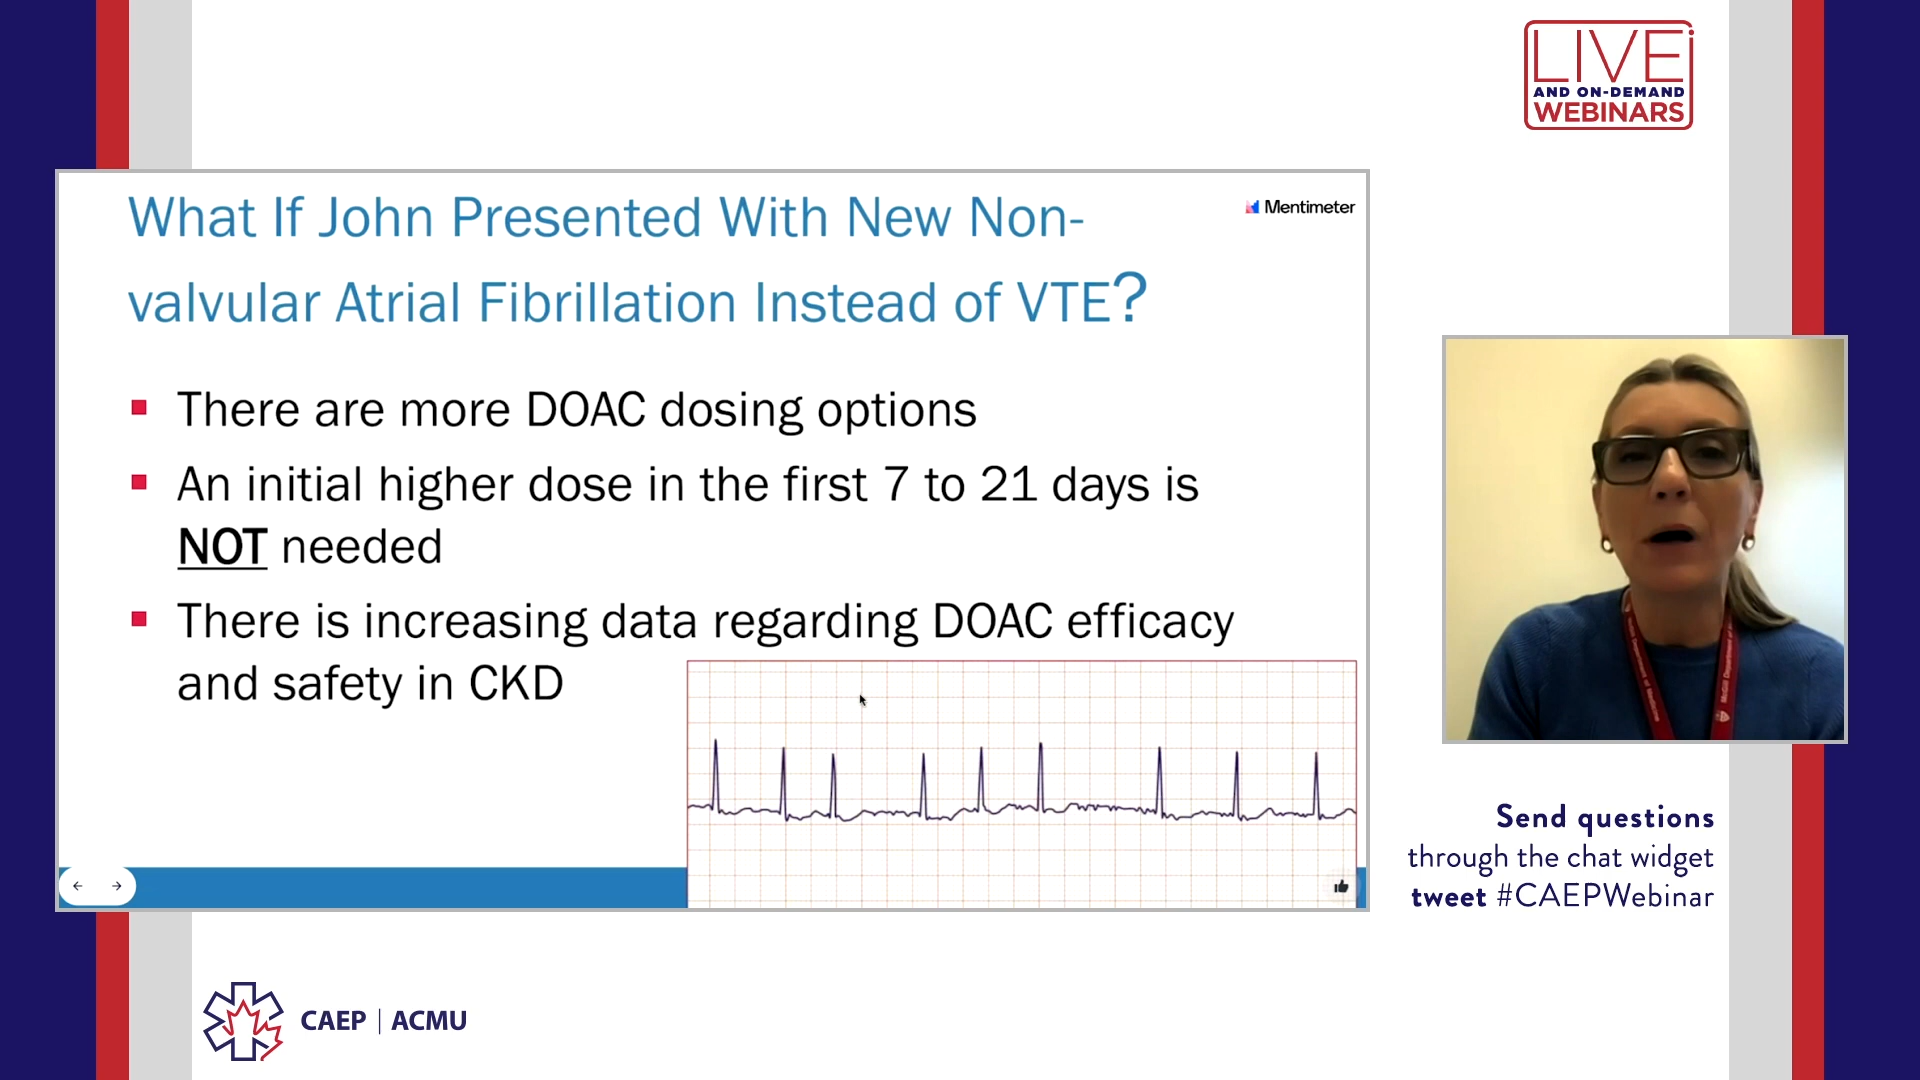 LIVE
AND ON-DEMAND
WEBINARS
What If John Presented With New Non-
valvular Atrial Fibrillation Instead of VTE?
Mentimeter
There are more DOAC dosing options
An initial higher dose in the first 7 to 21 days is
NOT needed
There is increasing data regarding DOAC efficacy
and safety in CKD
Send questions
through the chat widget
tweet #CAEPWebinar
CAEP | ACMU